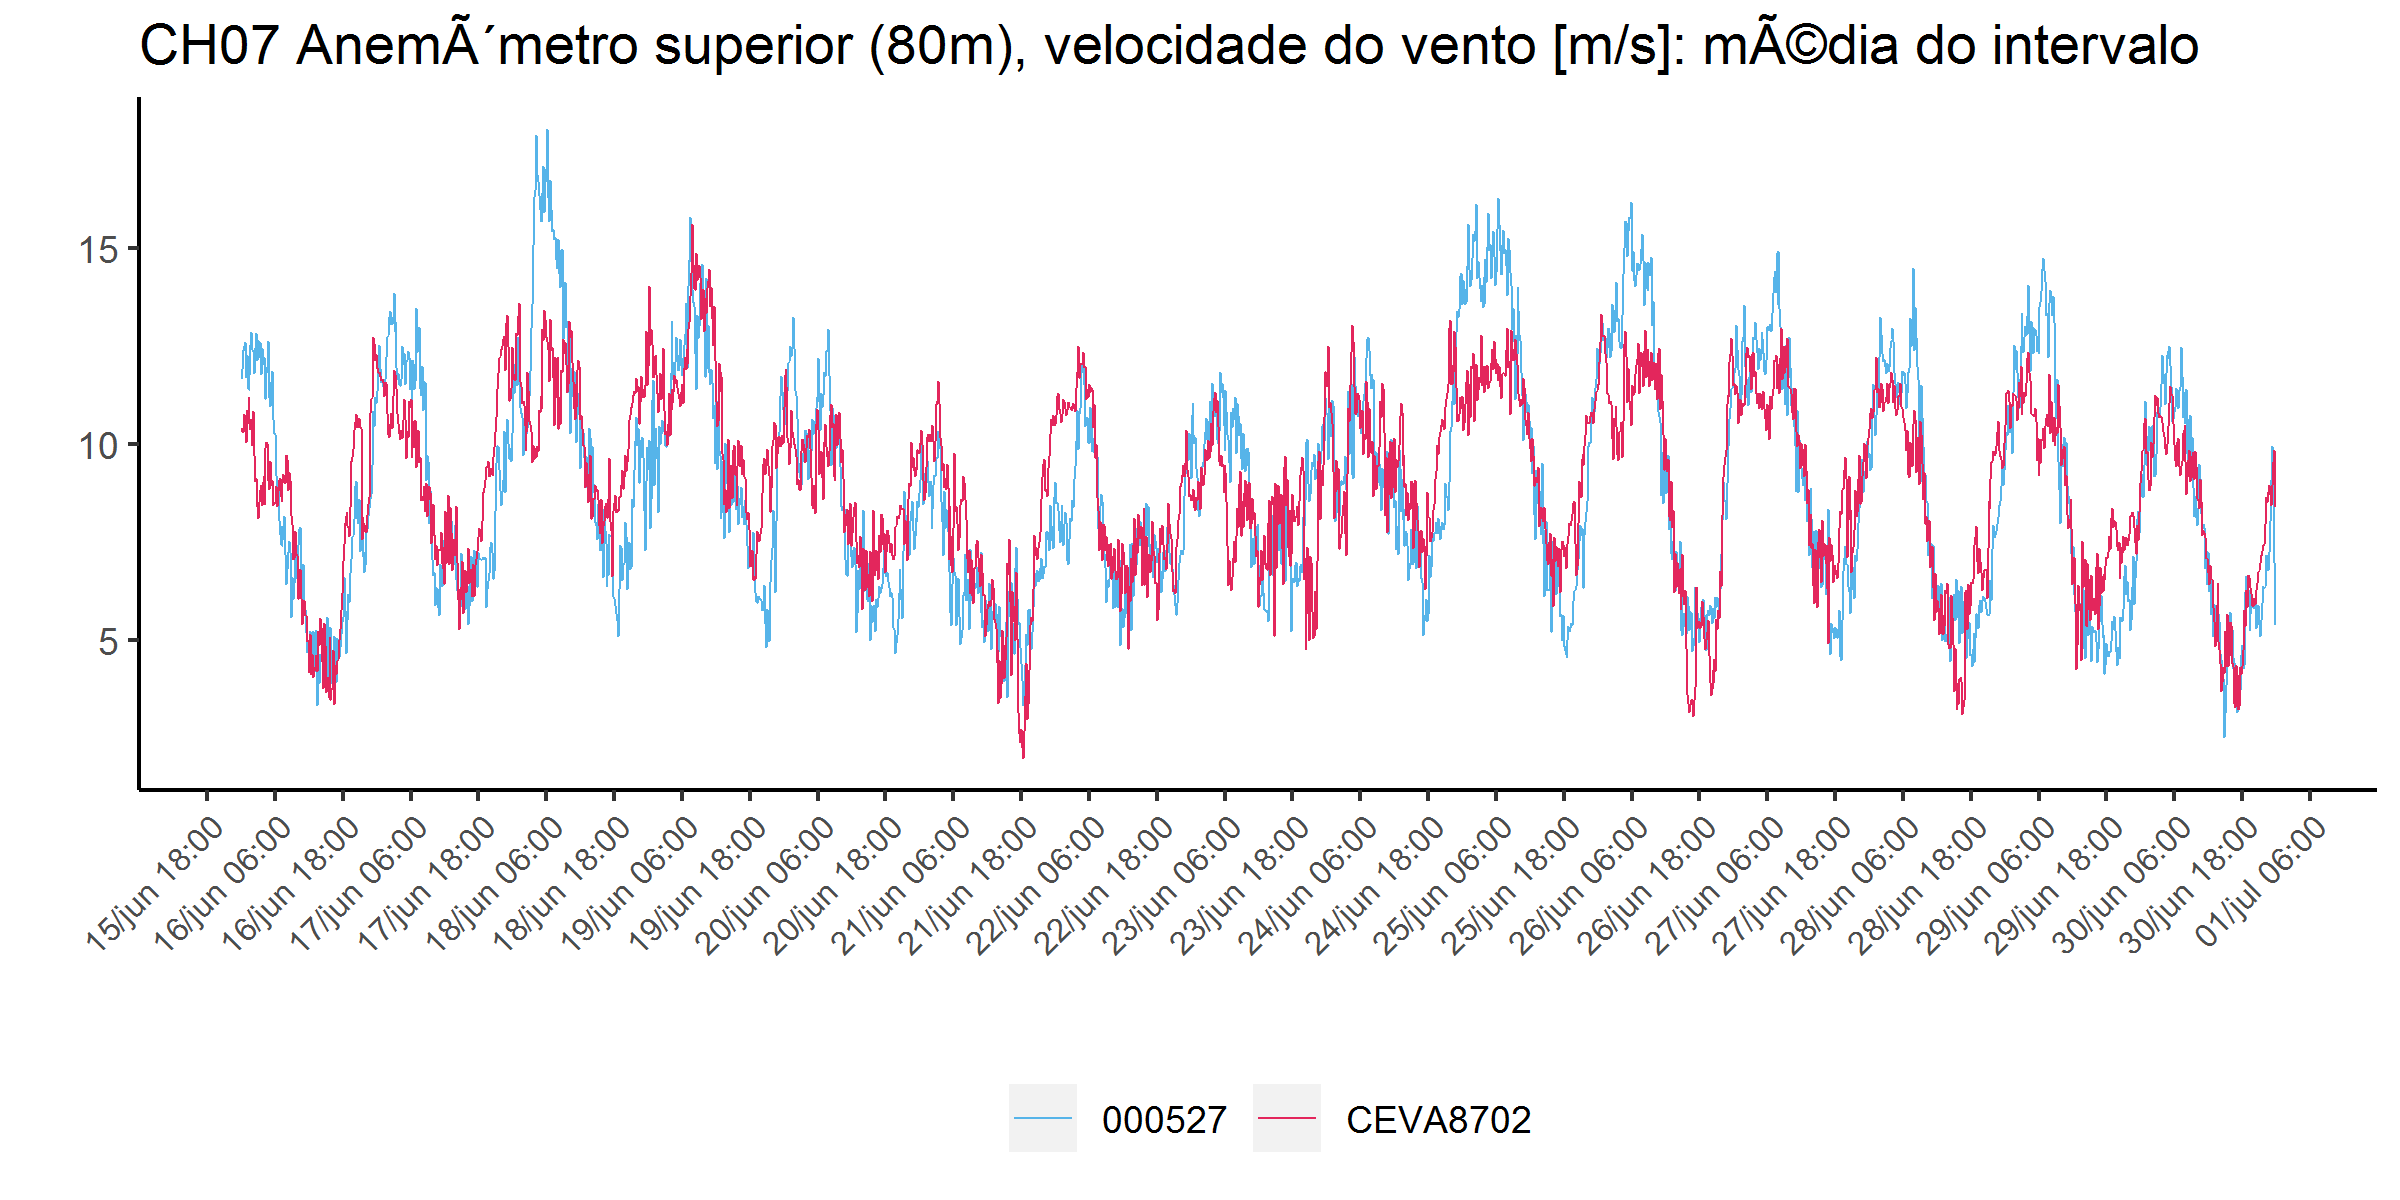 CH07 AnemÃ´metro superior (80m), velocidade do vento [m/s]: mÃ©dia do intervalo
15
10
5
15/jun 18:00
16/jun 06:00
16/jun 18:00
17/jun 06:00
17/jun 18:00
18/jun 06:00
18/jun 18:00
19/jun 06:00
19/jun 18:00
20/jun 06:00
20/jun 18:00
21/jun 06:00
21/jun 18:00
22/jun 06:00
22/jun 18:00
23/jun 06:00
23/jun 18:00
24/jun 06:00
24/jun 18:00
25/jun 06:00
25/jun 18:00
26/jun 06:00
26/jun 18:00
27/jun 06:00
27/jun 18:00
28/jun 06:00
28/jun 18:00
29/jun 06:00
29/jun 18:00
30/jun 06:00
30/jun 18:00
01/jul 06:00
000527
CEVA8702